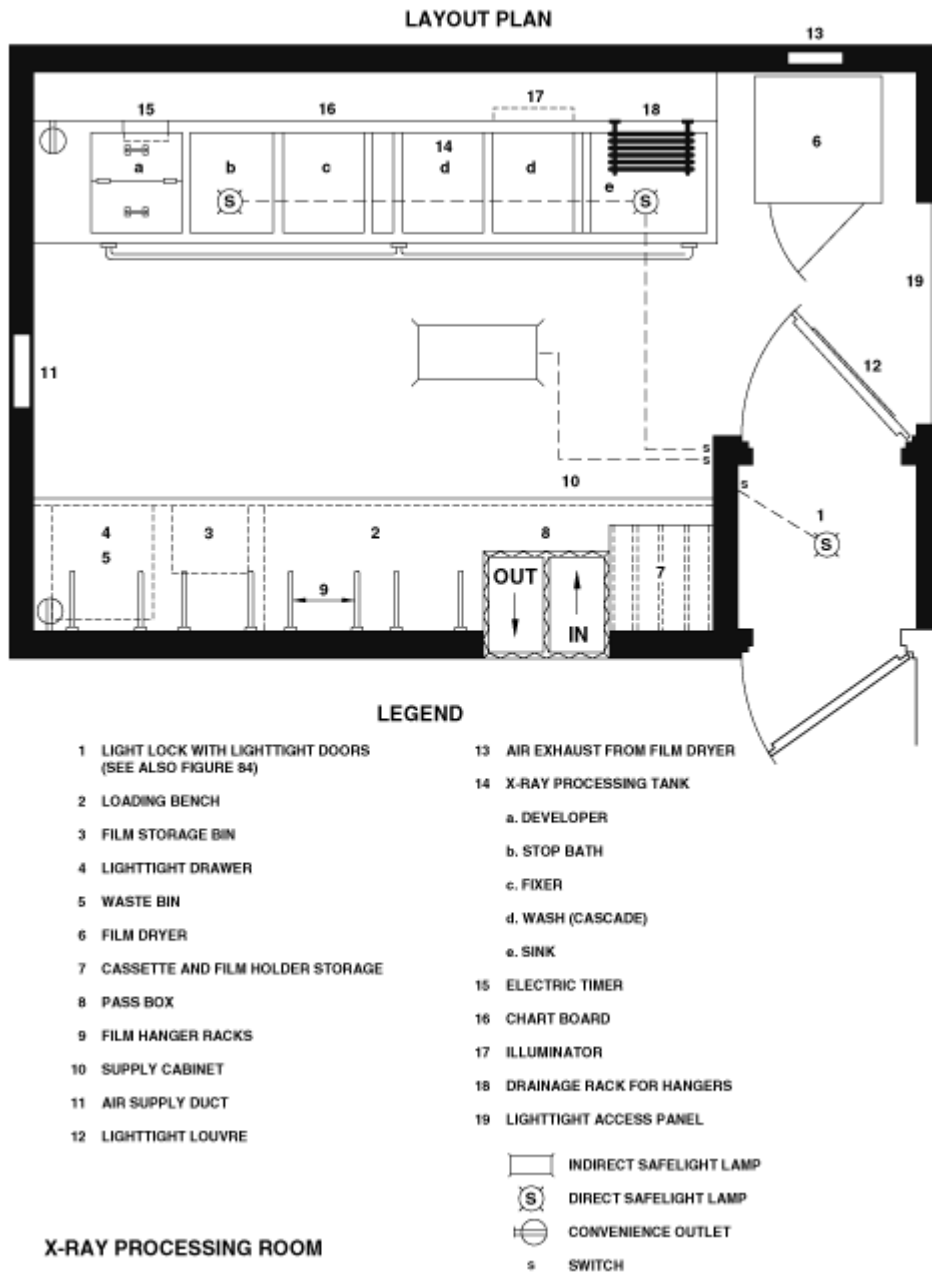 LAYOUT PLAN
13
15
16
17
18
14
a
b
c
d
d
e
6
S
S
19
11
12
10
s
s
s
1
S
4
5
3
2
8
9
7
OUT
IN
LEGEND
1 LIGHT LOCK WITH LIGHTTIGHT DOORS
(SEE ALSO FIGURE 84)
2 LOADING BENCH
3 FILM STORAGE BIN
4 LIGHTTIGHT DRAWER
5 WASTE BIN
6 FILM DRYER
7 CASSETTE AND FILM HOLDER STORAGE
8 PASS BOX
9 FILM HANGER RACKS
10 SUPPLY CABINET
11 AIR SUPPLY DUCT
12 LIGHTTIGHT LOUVRE
13 AIR EXHAUST FROM FILM DRYER
14 X-RAY PROCESSING TANK
a. DEVELOPER
b. STOP BATH
c. FIXER
d. WASH (CASCADE)
e. SINK
15 ELECTRIC TIMER
16 CHART BOARD
17 ILLUMINATOR
18 DRAINAGE RACK FOR HANGERS
19 LIGHTTIGHT ACCESS PANEL
INDIRECT SAFELIGHT LAMP
S DIRECT SAFELIGHT LAMP
CONVENIENCE OUTLET
s SWITCH
X-RAY PROCESSING ROOM